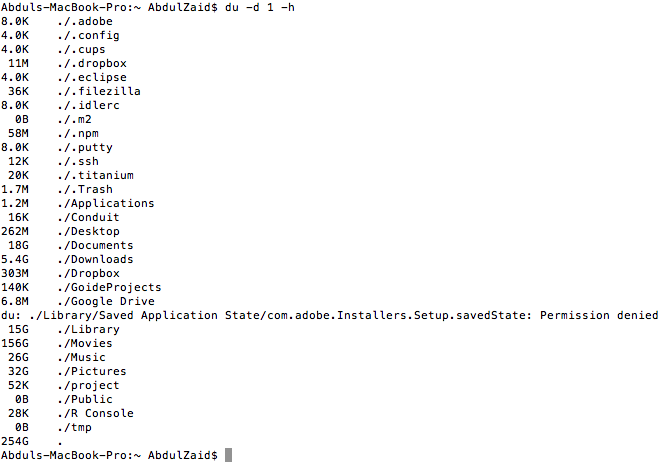 Abduls-MacBook-Pro:~ AbdulZaid$ du -d 1 -h
8.0K ./.adobe
4.0K ./.config
4.0K ./.cups
11M ./.dropbox
4.0K ./.eclipse
36K ./.filezilla
8.0K ./.idlerc
0B ./.m2
58M ./.npm
8.0K ./.putty
12K ./.ssh
20K ./.titanium
1.7M ./.Trash
1.2M ./Applications
16K ./Conduit
262M ./Desktop
18G ./Documents
5.4G ./Downloads
303M ./Dropbox
140K ./GoideProjects
6.8M ./Google Drive
du: ./Library/Saved Application State/com.adobe.Installers.Setup.savedState: Permission denied
15G ./Library
156G ./Movies
26G ./Music
32G ./Pictures
52K ./project
0B ./Public
28K ./R Console
0B ./tmp
254G .
Abduls-MacBook-Pro:~ AbdulZaid$